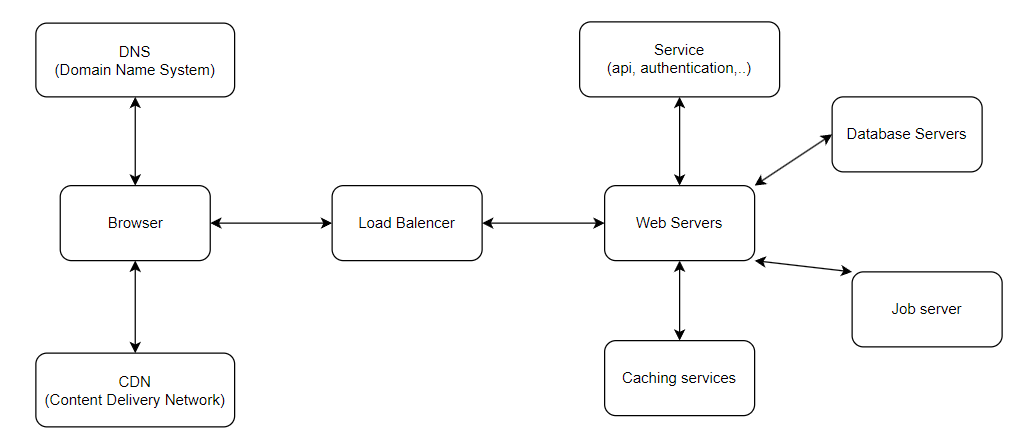 DNS
(Domain Name System)
Service
(api, authentication,..)
Database Servers
Browser
Load Balencer
Web Servers
Job server
CDN
(Content Delivery Network)
Caching services